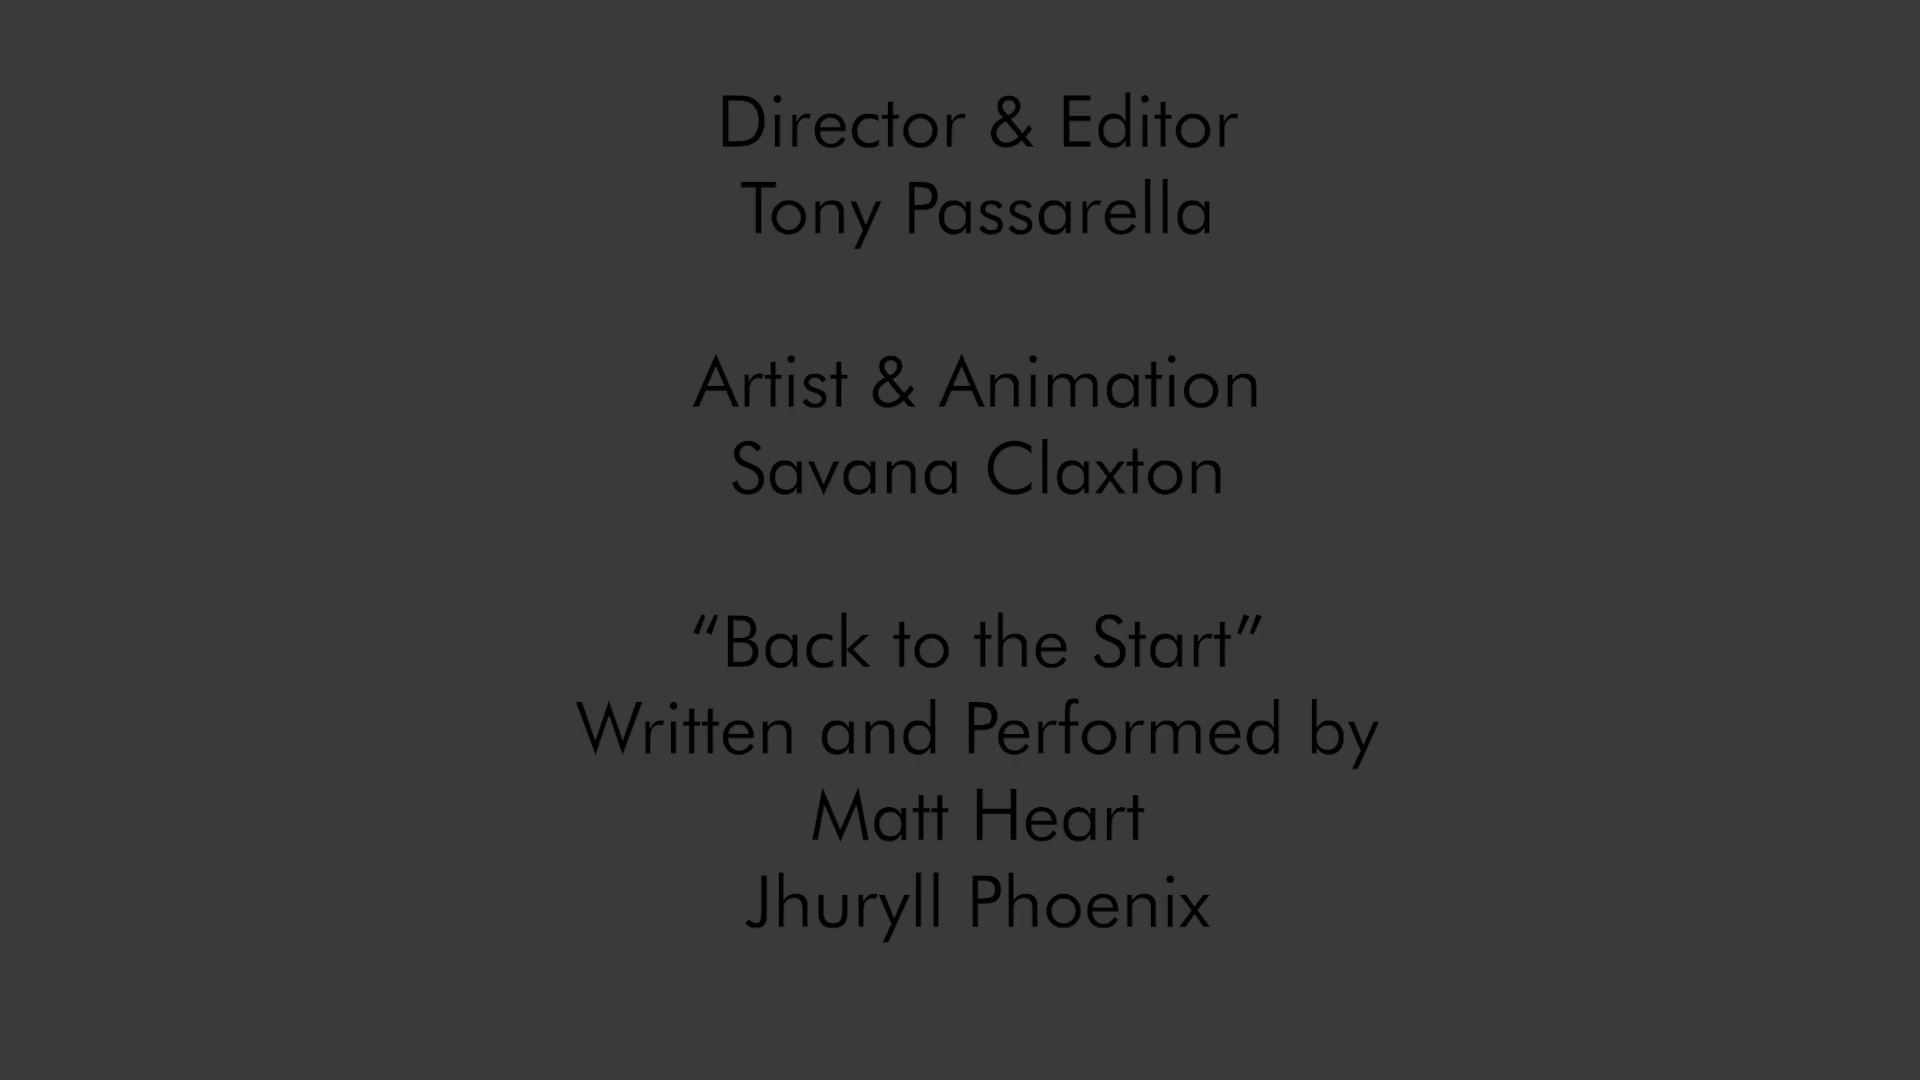 Director & Editor
Tony Passarella
Artist & Animation
Savana Claxton
“Back to the Start”
Written and Performed by
Matt Heart
Jhuryll Phoenix